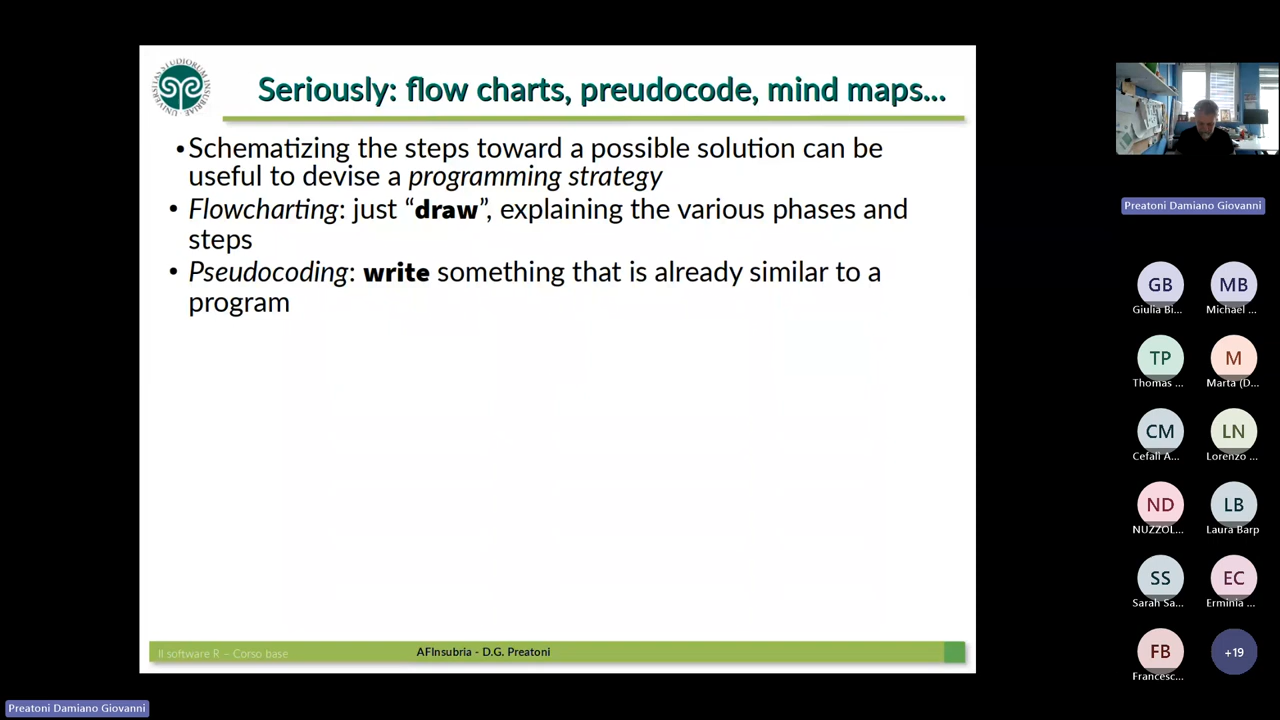 Seriously: flow charts, preudocode, mind maps...
•Schematizing the steps toward a possible solution can be
useful to devise a programming strategy
• Flowcharting: just “draw”, explaining the various phases and
steps
• Pseudocoding: write something that is already similar to a
program
Il software R – Corso base
AFInsubria - D.G. Preatoni
Preatoni Damiano Giovanni
GB
Giulia Bi...
MB
Michael ...
TP
Thomas ...
M
Marta (D...
CM
Cefalì A...
LN
Lorenzo ...
ND
NUZZOL...
LB
Laura Barp
SS
Sarah Sa...
EC
Erminia ...
FB
Francesc...
+19
Preatoni Damiano Giovanni